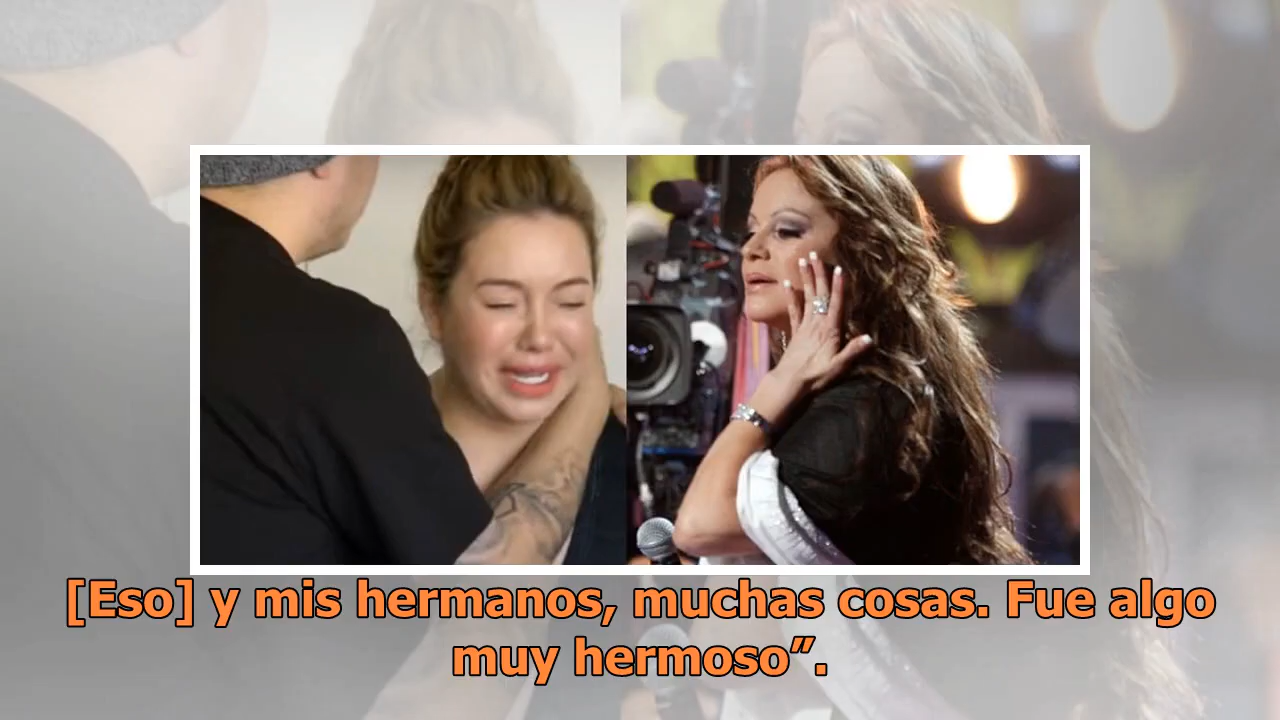 [Eso] y mis hermanos, muchas cosas. Fue algo
muy hermoso”.